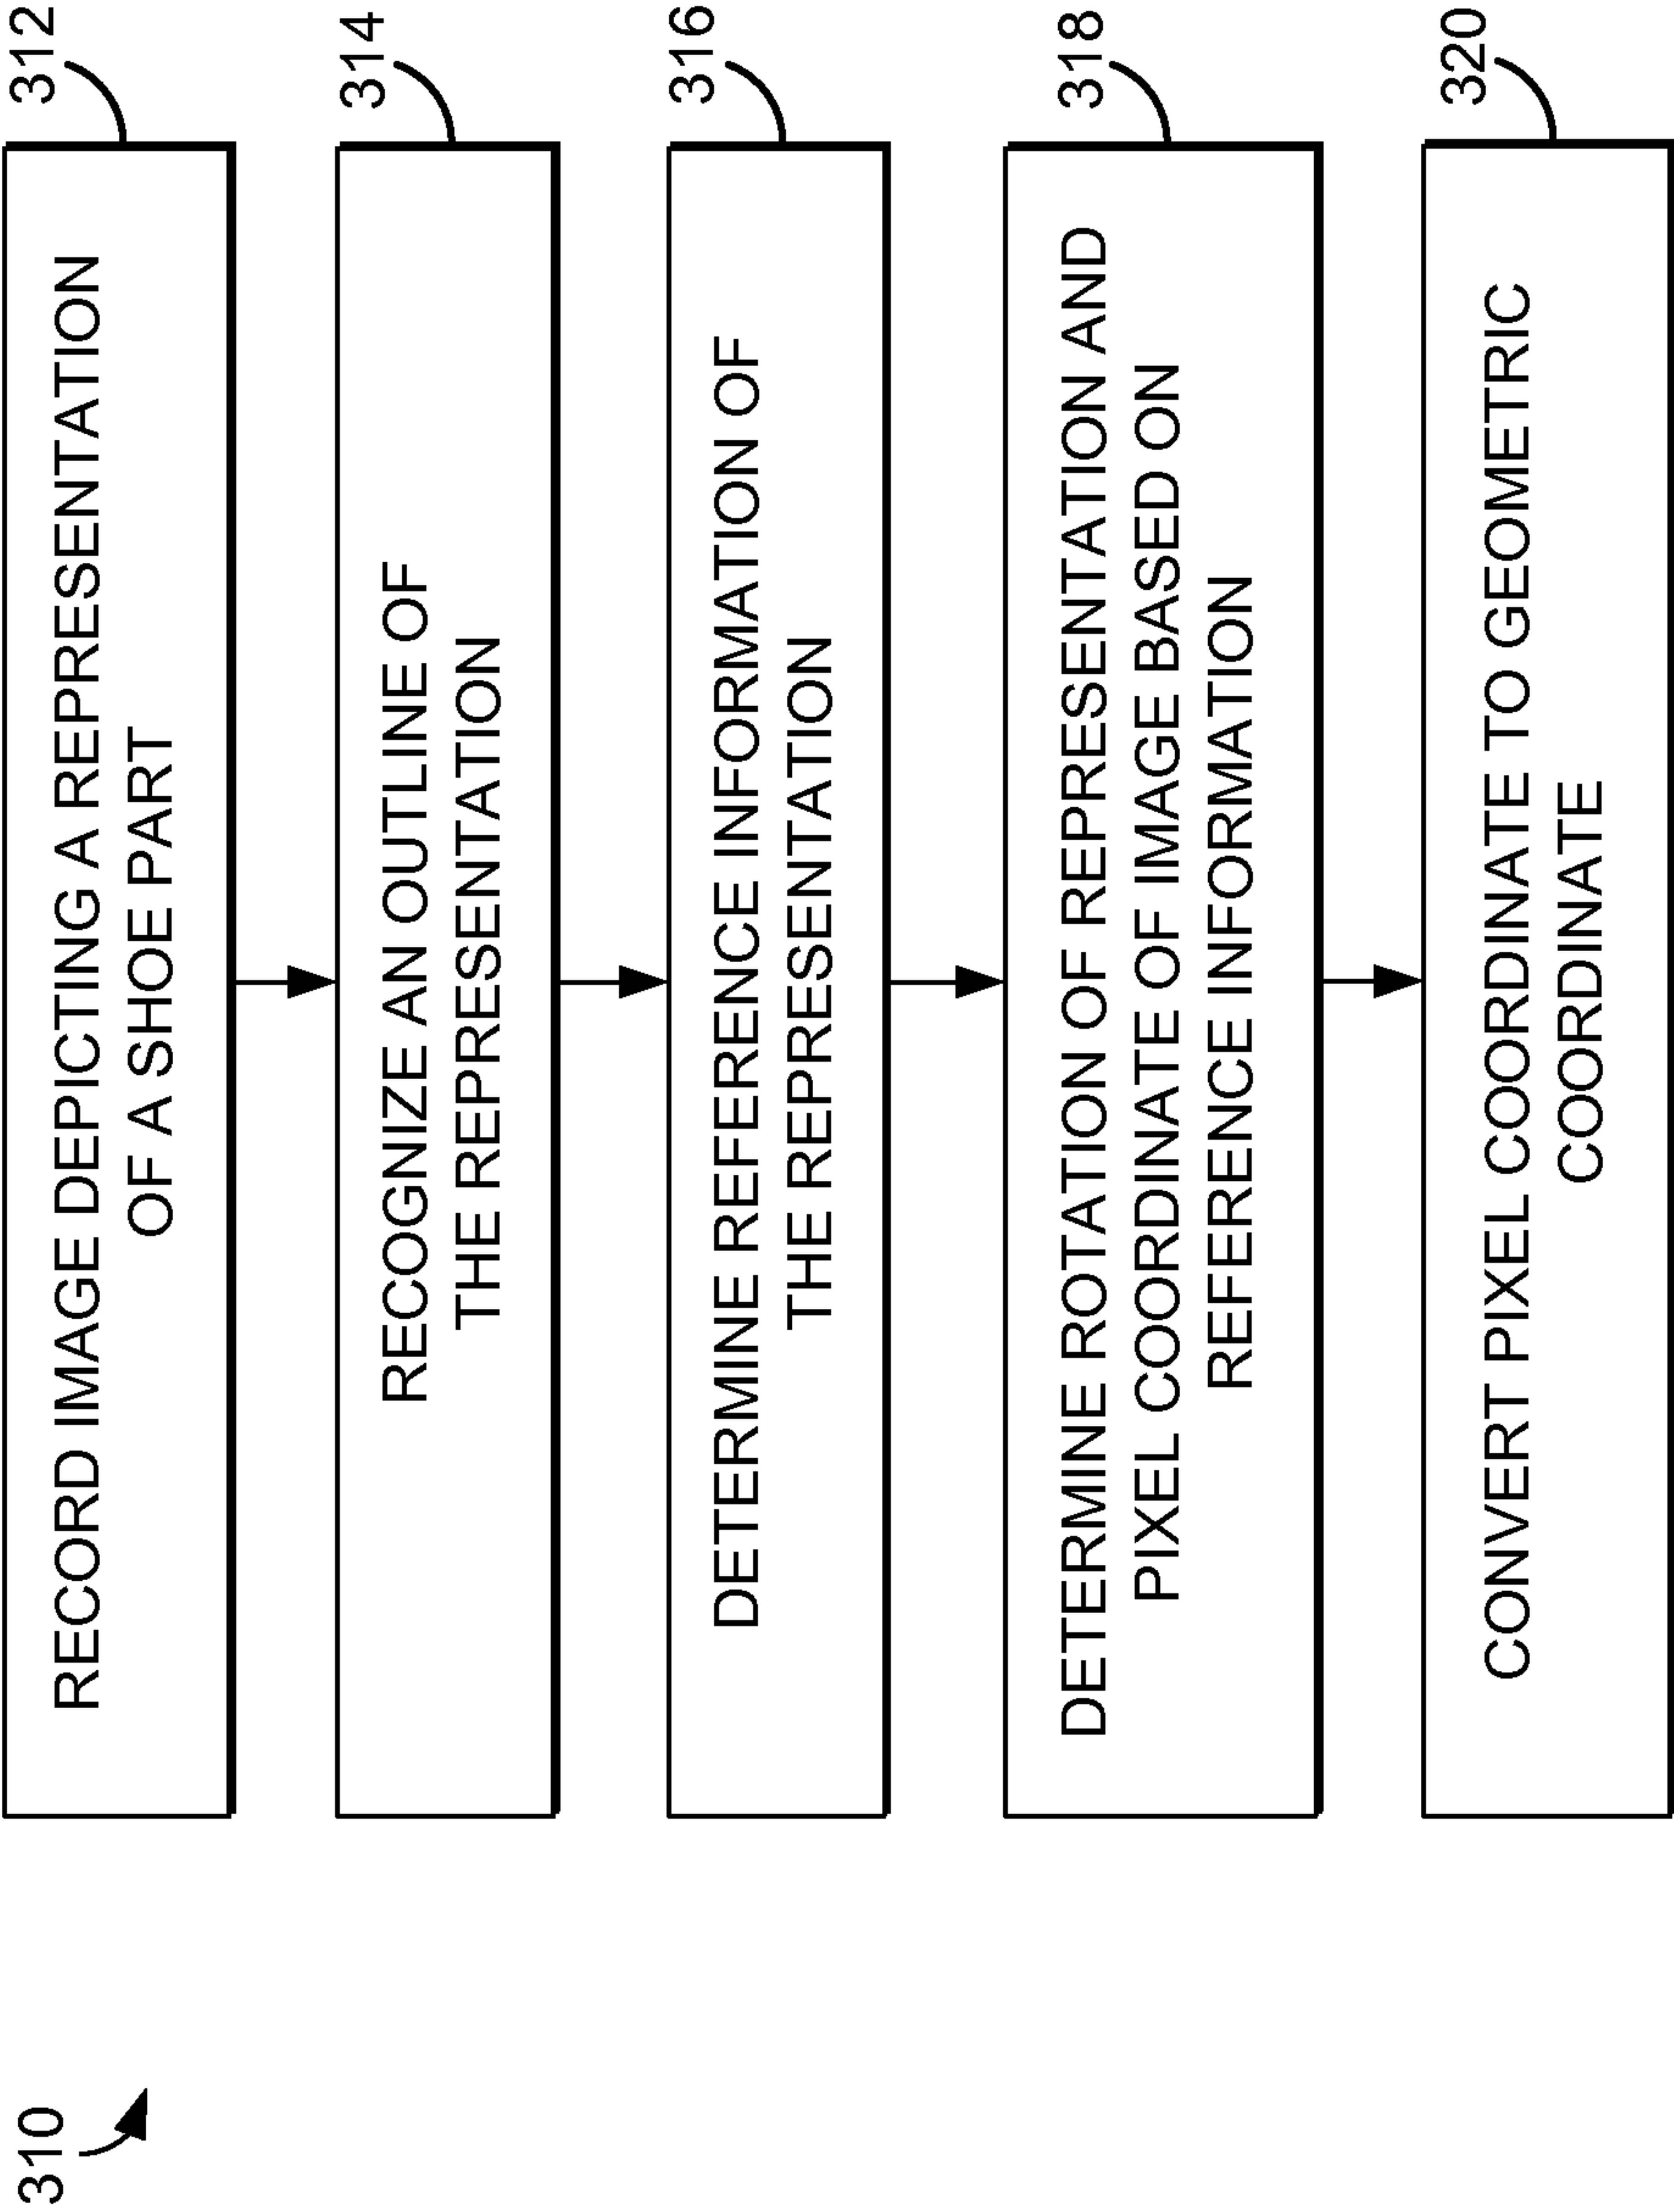 310
312
RECORD IMAGE DEPICTING A REPRESENTATION
OF A SHOE PART
314
RECOGNIZE AN OUTLINE OF
THE REPRESENTATION
316
DETERMINE REFERENCE INFORMATION OF
THE REPRESENTATION
318
DETERMINE ROTATION OF REPRESENTATION AND
PIXEL COORDINATE OF IMAGE BASED ON
REFERENCE INFORMATION
320
CONVERT PIXEL COORDINATE TO GEOMETRIC
COORDINATE